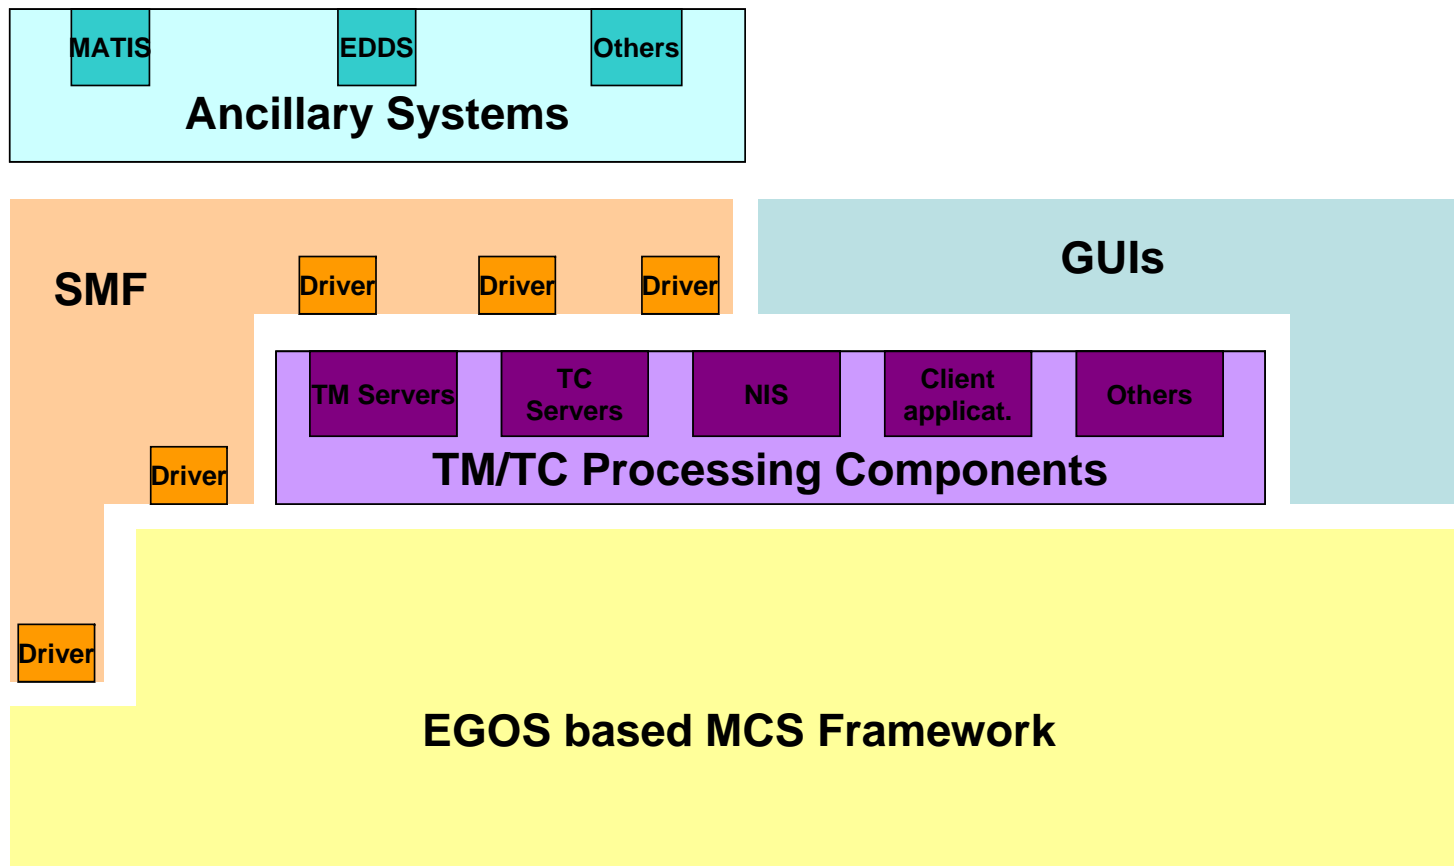 MATIS
EDDS
Others
Ancillary Systems
SMF
Driver
Driver
Driver
GUIs
TM Servers
TC
Servers
NIS
Client
applicat.
Others
TM/TC Processing Components
Driver
Driver
EGOS based MCS Framework